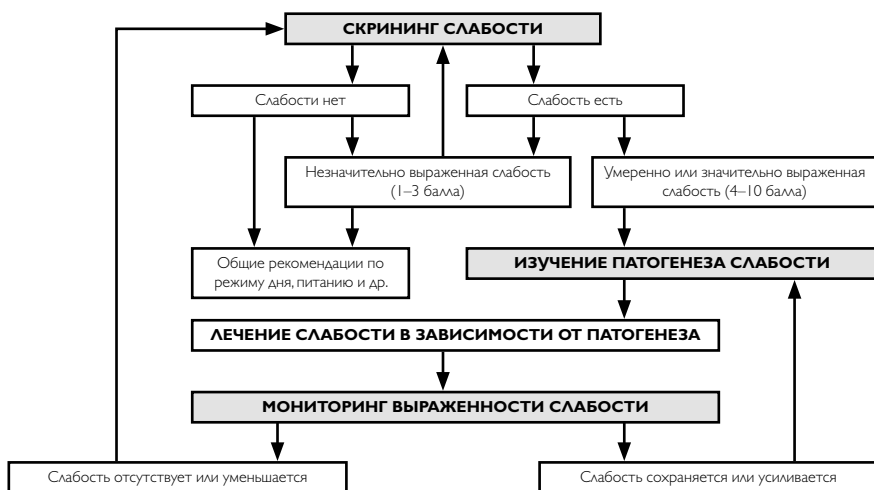 СКРИНИНГ СЛАБОСТИ
Слабости нет
Слабость есть
Незначительно выраженная слабость
(1–3 балла)
Умеренно или значительно выраженная
слабость (4–10 балла)
Общие рекомендации по
режиму дня, питанию и др.
ИЗУЧЕНИЕ ПАТОГЕНЕЗА СЛАБОСТИ
ЛЕЧЕНИЕ СЛАБОСТИ В ЗАВИСИМОСТИ ОТ ПАТОГЕНЕЗА
МОНИТОРИНГ ВЫРАЖЕННОСТИ СЛАБОСТИ
Слабость отсутствует или уменьшается
Слабость сохраняется или усиливается